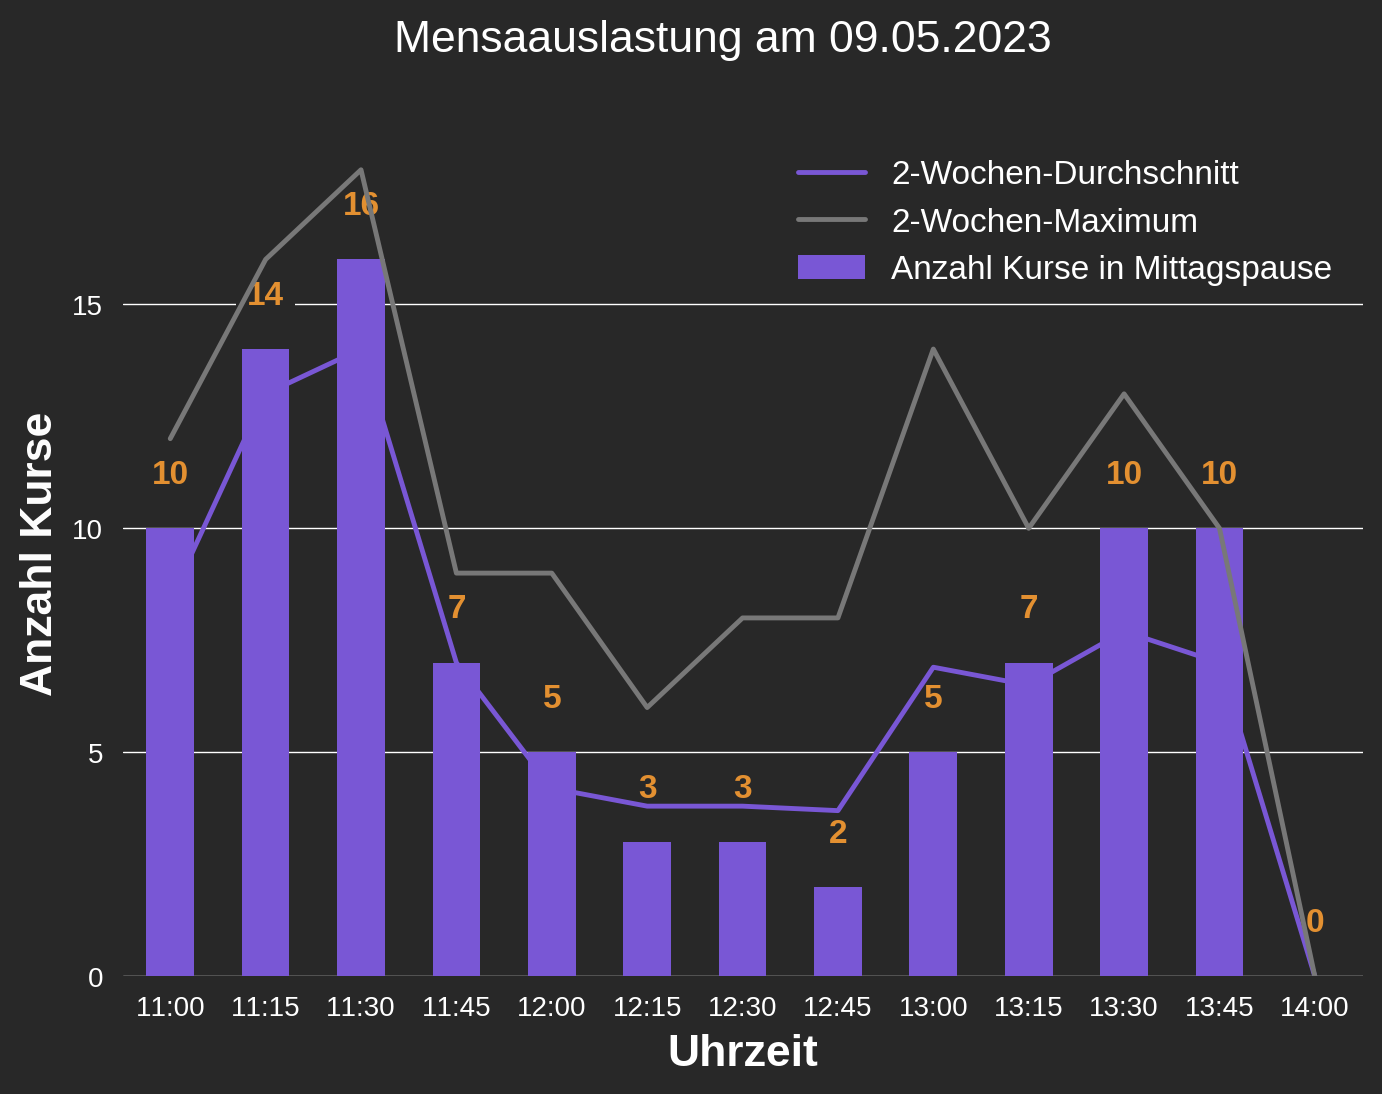 Mensaauslastung am 09.05.2023
2-Wochen-Durchschnitt
2-Wochen-Maximum
Anzahl Kurse in Mittagspause
Anzahl Kurse
15
10
5
0
10
14
16
7
5
3
3
2
5
7
10
10
0
11:00 11:15 11:30 11:45 12:00 12:15 12:30 12:45 13:00 13:15 13:30 13:45 14:00
Uhrzeit